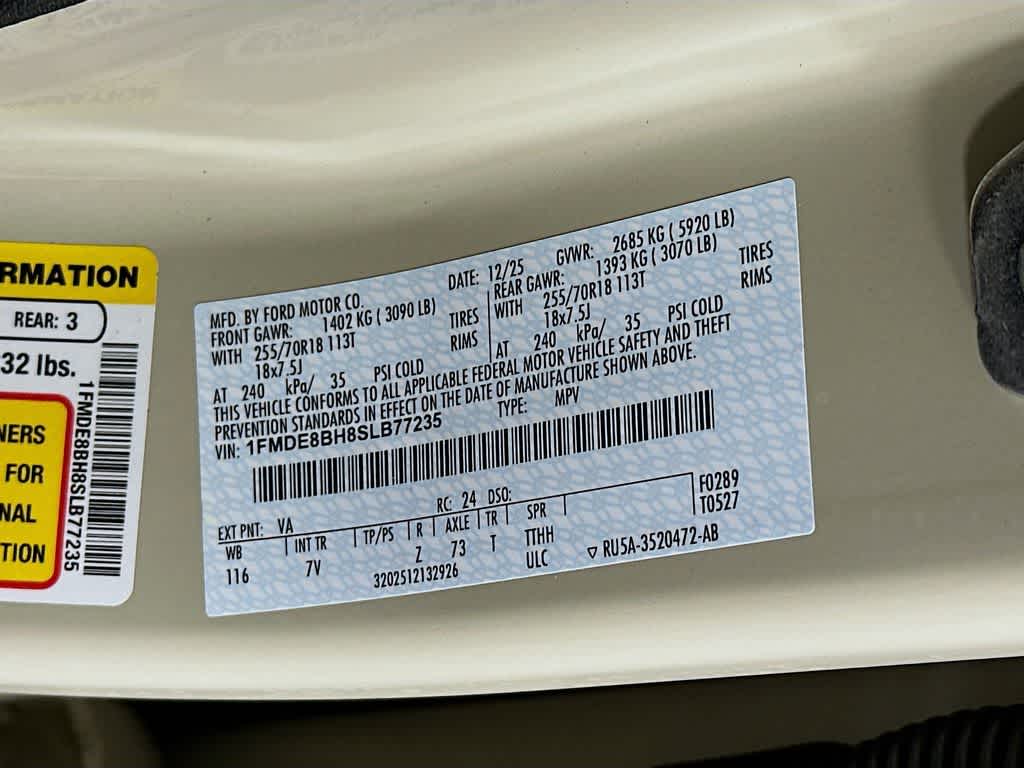 RMATION
REAR: 3
32 lbs.
NERS
FOR
NAL
TION
1FMDE8BH8SLB77235
MFD. BY FORD MOTOR CO.
DATE: 12/25
GVWR: 2685 KG ( 5920 LB)
FRONT GAWR: 1402 KG ( 3090 LB)
REAR GAWR: 1393 KG ( 3070 LB)
WITH 255/70R18 113T TIRES
WITH 255/70R18 113T TIRES
18x7.5J RIMS
18x7.5J RIMS
AT 240 kPa/ 35 PSI COLD
AT 240 kPa/ 35 PSI COLD
THIS VEHICLE CONFORMS TO ALL APPLICABLE FEDERAL MOTOR VEHICLE SAFETY AND THEFT
PREVENTION STANDARDS IN EFFECT ON THE DATE OF MANUFACTURE SHOWN ABOVE.
VIN: 1FMDE8BH8SLB77235 TYPE: MPV
EXT PNT: VA RC: 24 DSO: F0289
WB INT TR TP/PS R AXLE TR SPR T0527
116 7V Z 73 T TTHH
ULC
3202512132926
RU5A-3520472-AB